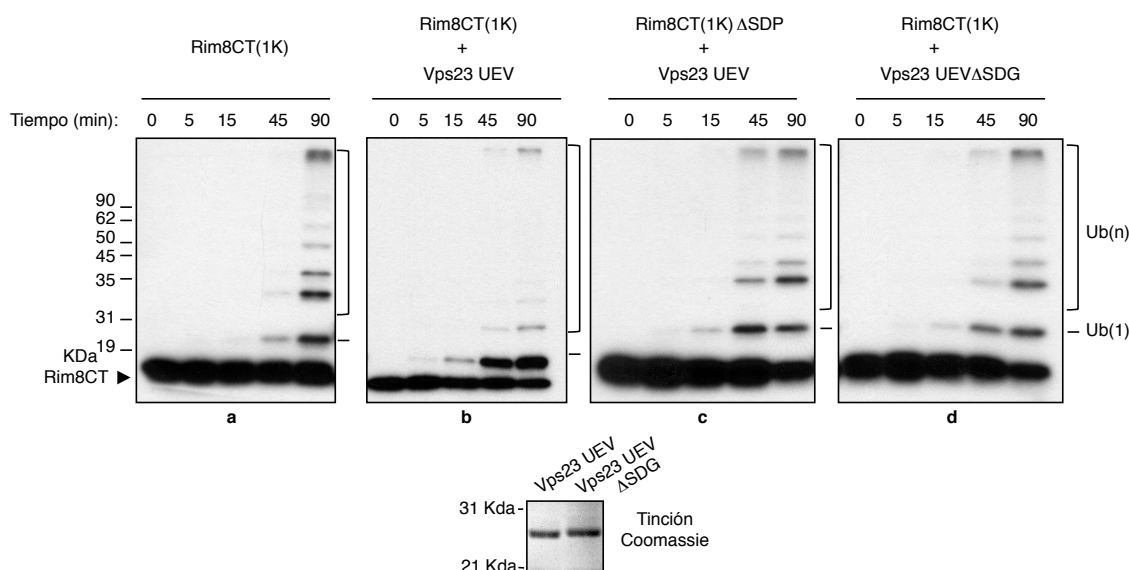 Rim8CT(1K)
Rim8CT(1K)
+
Vps23 UEV
Rim8CT(1K) ΔSDP
+
Vps23 UEV
Rim8CT(1K)
+
Vps23 UEVΔSDG
Tiempo (min): 0 5 15 45 90 0 5 15 45 90 0 5 15 45 90 0 5 15 45 90
90
62
50
45
35
31
19
KDa
Rim8CT
Ub(n)
Ub(1)
a b c d
Vps23 UEV
Vps23 UEV
ΔSDG
31 Kda
21 Kda
Tinción
Coomassie